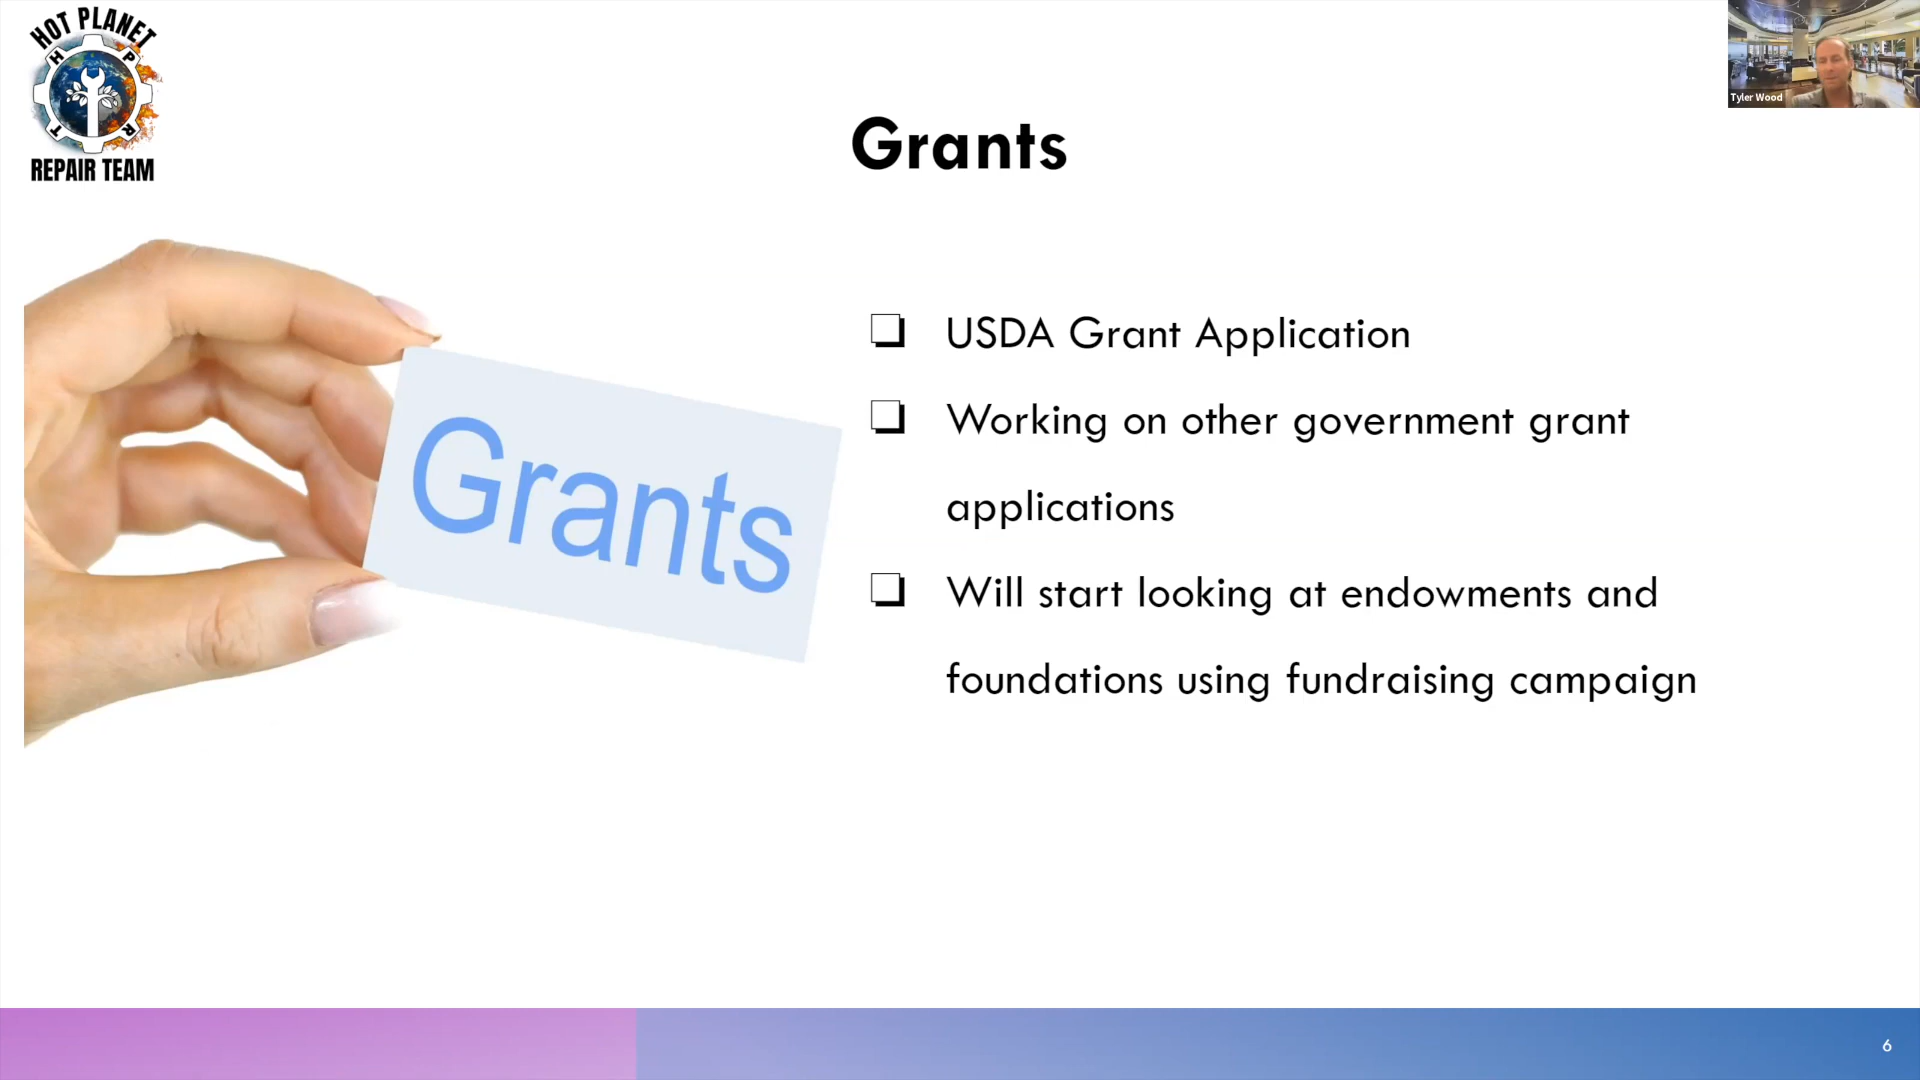 HOT PLANET
H P
T R
REPAIR TEAM
Tyler Wood
Grants
Grants
❏ USDA Grant Application
❏ Working on other government grant
applications
❏ Will start looking at endowments and
foundations using fundraising campaign
6